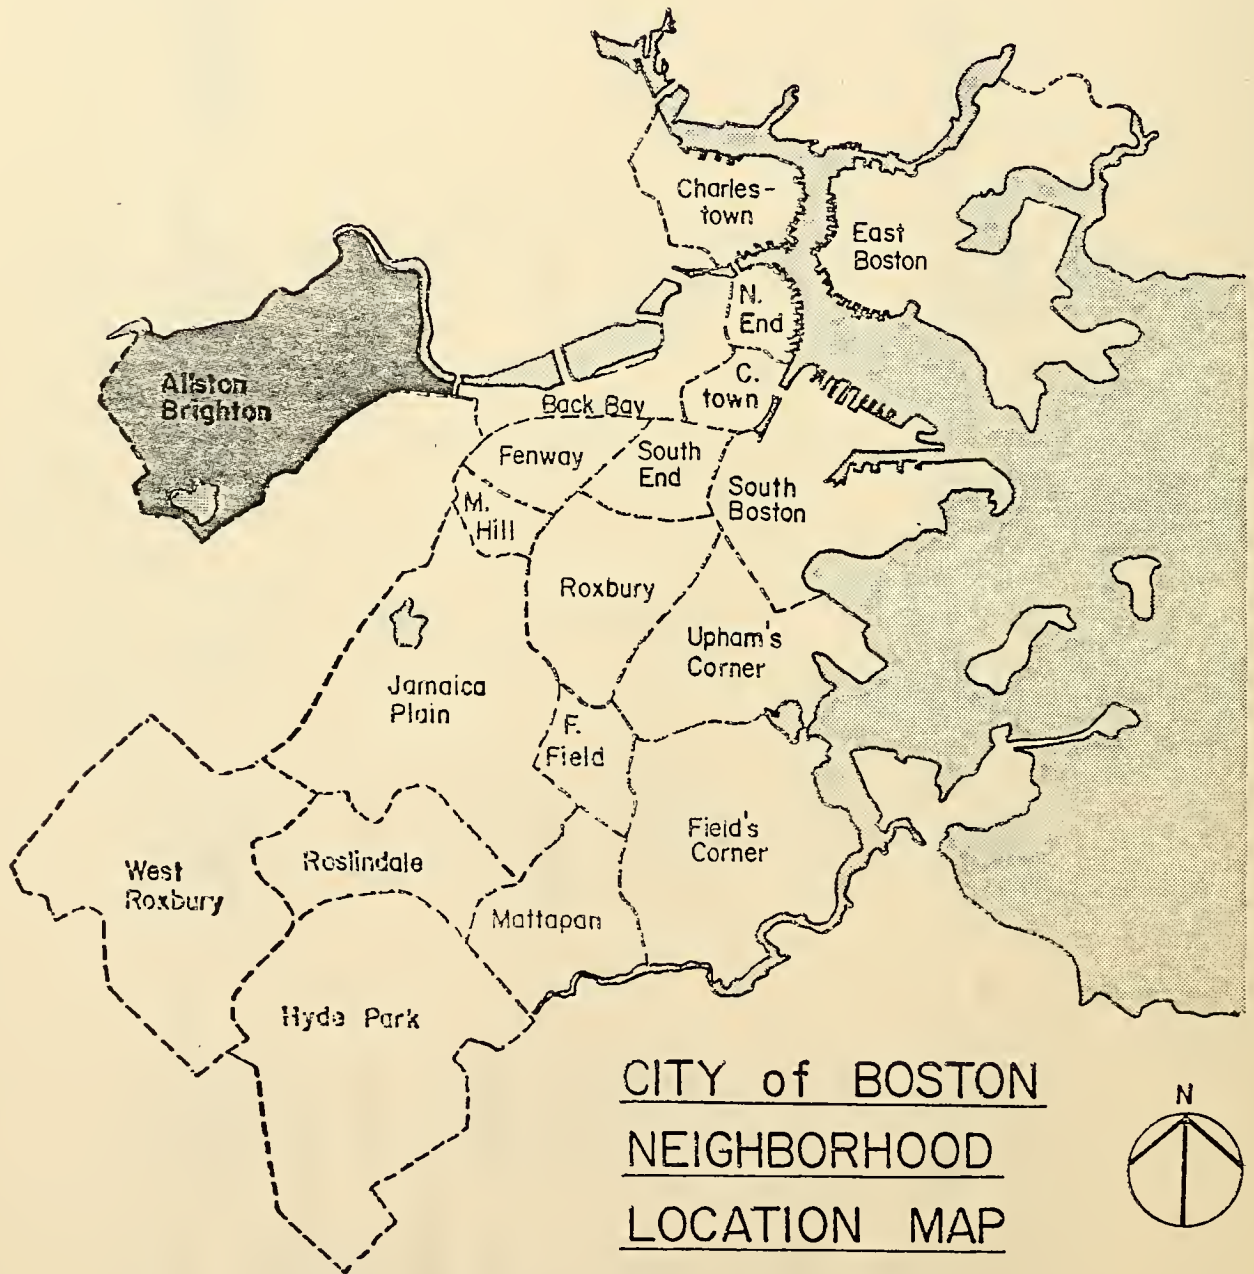 Charles-
town
East
Boston
N.
End
Allston
Brighton
C.
town
Back Bay
Fenway
South
End
South
Boston
M.
Hill
Roxbury
Upham's
Corner
Jamaica
Plain
F.
Field
Field's
Corner
West
Roxbury
Roslindale
Mattapan
Hyde Park
CITY of BOSTON
NEIGHBORHOOD
LOCATION MAP
N